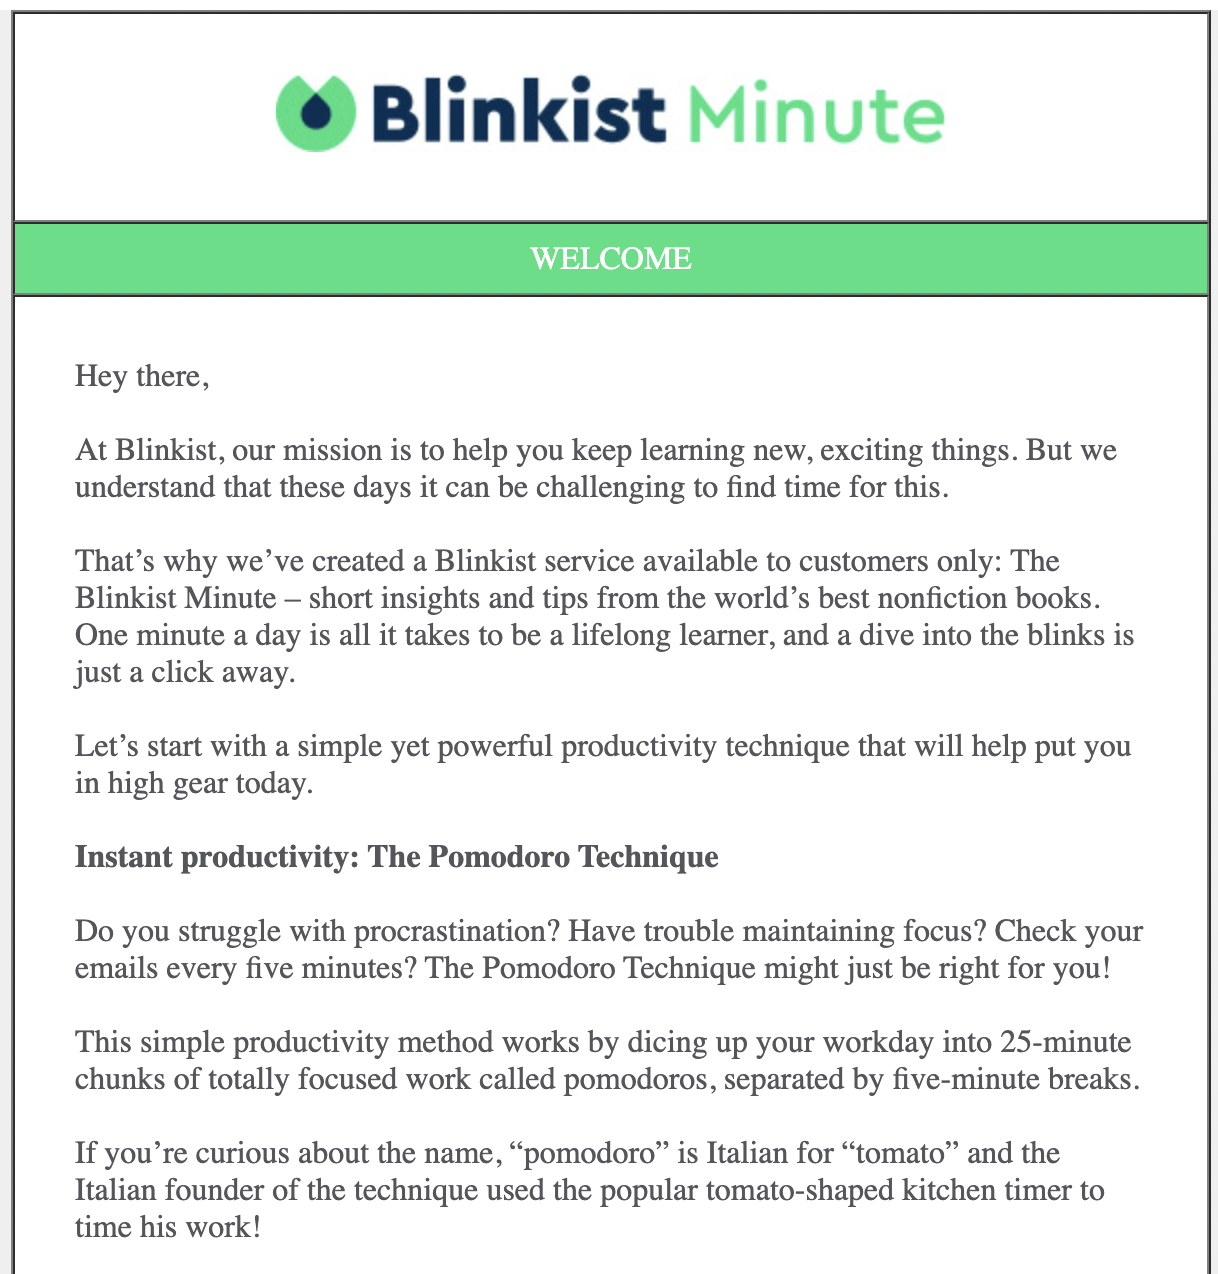 Blinkist Minute
WELCOME
Hey there,
At Blinkist, our mission is to help you keep learning new, exciting things. But we
understand that these days it can be challenging to find time for this.
That’s why we’ve created a Blinkist service available to customers only: The
Blinkist Minute – short insights and tips from the world’s best nonfiction books.
One minute a day is all it takes to be a lifelong learner, and a dive into the blinks is
just a click away.
Let’s start with a simple yet powerful productivity technique that will help put you
in high gear today.
Instant productivity: The Pomodoro Technique
Do you struggle with procrastination? Have trouble maintaining focus? Check your
emails every five minutes? The Pomodoro Technique might just be right for you!
This simple productivity method works by dicing up your workday into 25-minute
chunks of totally focused work called pomodoros, separated by five-minute breaks.
If you’re curious about the name, “pomodoro” is Italian for “tomato” and the
Italian founder of the technique used the popular tomato-shaped kitchen timer to
time his work!